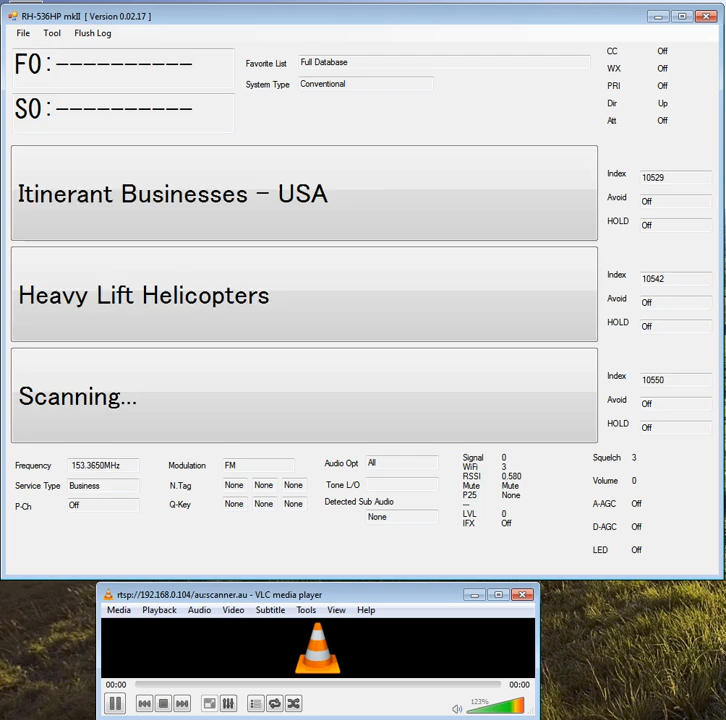 RH-536HP mkII [ Version 0.02.17 ]
File Tool Flush Log
F0:----------
S0:----------
Favorite List Full Database
System Type Conventional
CC Off
WX Off
PRI Off
Dir Up
Att Off
Itinerant Businesses - USA
Index 10529
Avoid Off
HOLD Off
Heavy Lift Helicopters
Index 10542
Avoid Off
HOLD Off
Scanning...
Index 10550
Avoid Off
HOLD Off
Frequency 153.3650MHz
Service Type Business
P-Ch Off
Modulation FM
N.Tag None None None
Q-Key None None None
Audio Opt All
Tone L/O
Detected Sub Audio
None
Signal 0
WiFi 3
RSSI 0.580
Mute Mute
P25 None
---
LVL 0
IFX Off
Squelch 3
Volume 0
A-AGC Off
D-AGC Off
LED Off
rtsp://192.168.0.104/au:scanner.au - VLC media player
Media Playback Audio Video Subtitle Tools View Help
00:00 00:00
123%